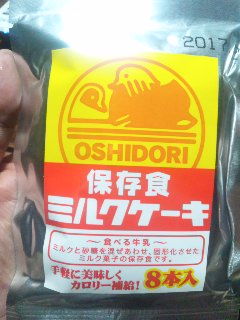 2017
OSHIDORI
保存食
ミルクケーキ
～食べる牛乳～
ミルクと砂糖を混ぜあわせ、固形化させた
ミルク菓子の保存食です。
手軽に美味しく
カロリー補給!
8本入